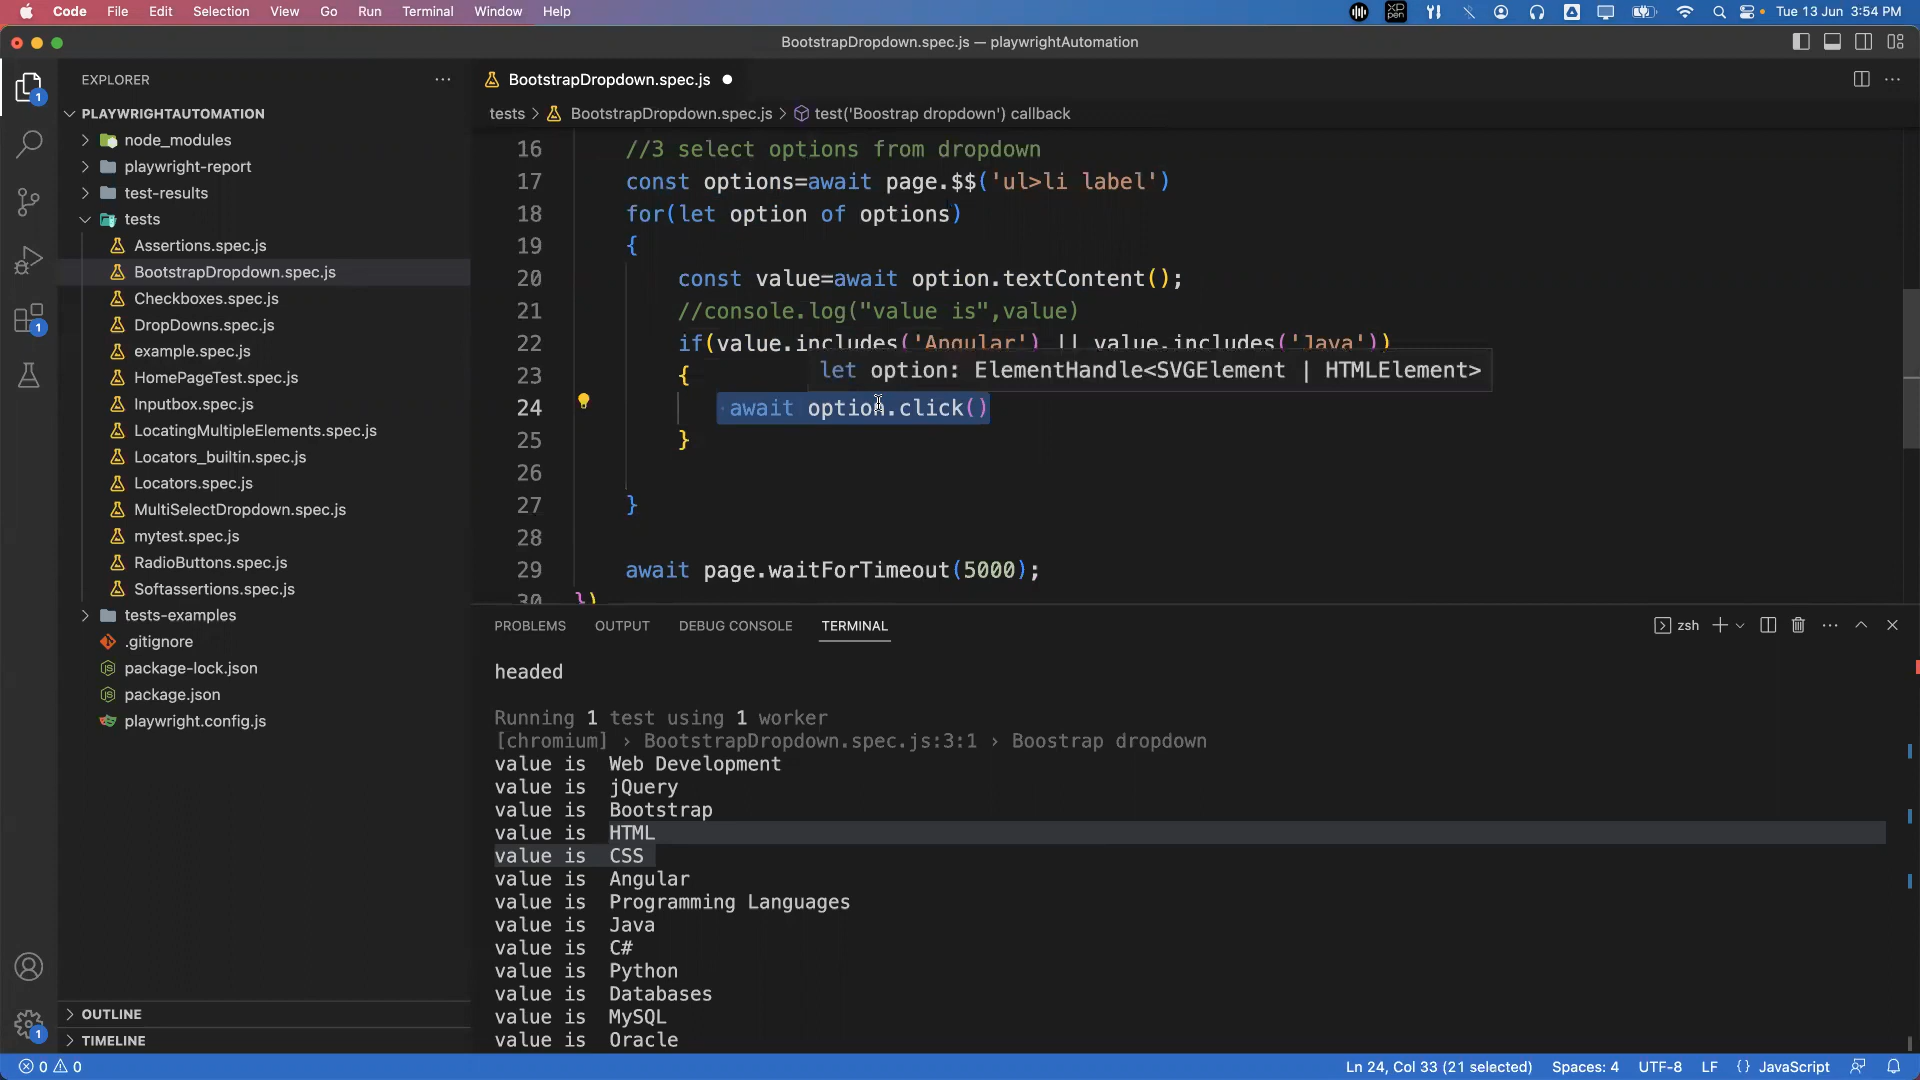 Code File Edit Selection View Go Run Terminal Window Help
Tue 13 Jun 3:54 PM
BootstrapDropdown.spec.js — playwrightAutomation
EXPLORER
PLAYWRIGHTAUTOMATION
node_modules
playwright-report
test-results
tests
Assertions.spec.js
BootstrapDropdown.spec.js
Checkboxes.spec.js
DropDowns.spec.js
example.spec.js
HomePageTest.spec.js
Inputbox.spec.js
LocatingMultipleElements.spec.js
Locators_builtin.spec.js
Locators.spec.js
MultiSelectDropdown.spec.js
mytest.spec.js
RadioButtons.spec.js
Softassertions.spec.js
tests-examples
.gitignore
package-lock.json
package.json
playwright.config.js
OUTLINE
TIMELINE
BootstrapDropdown.spec.js
tests > BootstrapDropdown.spec.js > test('Boostrap dropdown') callback
16 //3 select options from dropdown
17 const options=await page.$$('ul>li label')
18 for(let option of options)
19 {
20 const value=await option.textContent();
21 //console.log("value is",value)
22 if(value.includes('Angular') || value.includes('Java'))
let option: ElementHandle<SVGElement | HTMLElement>
23 {
24 await option.click()
25 }
26
27 }
28
29 await page.waitForTimeout(5000);
30 })
PROBLEMS OUTPUT DEBUG CONSOLE TERMINAL
zsh
headed
Running 1 test using 1 worker
[chromium] › BootstrapDropdown.spec.js:3:1 › Boostrap dropdown
value is Web Development
value is jQuery
value is Bootstrap
value is HTML
value is CSS
value is Angular
value is Programming Languages
value is Java
value is C#
value is Python
value is Databases
value is MySQL
value is Oracle
0 0
Ln 24, Col 33 (21 selected) Spaces: 4 UTF-8 LF {} JavaScript